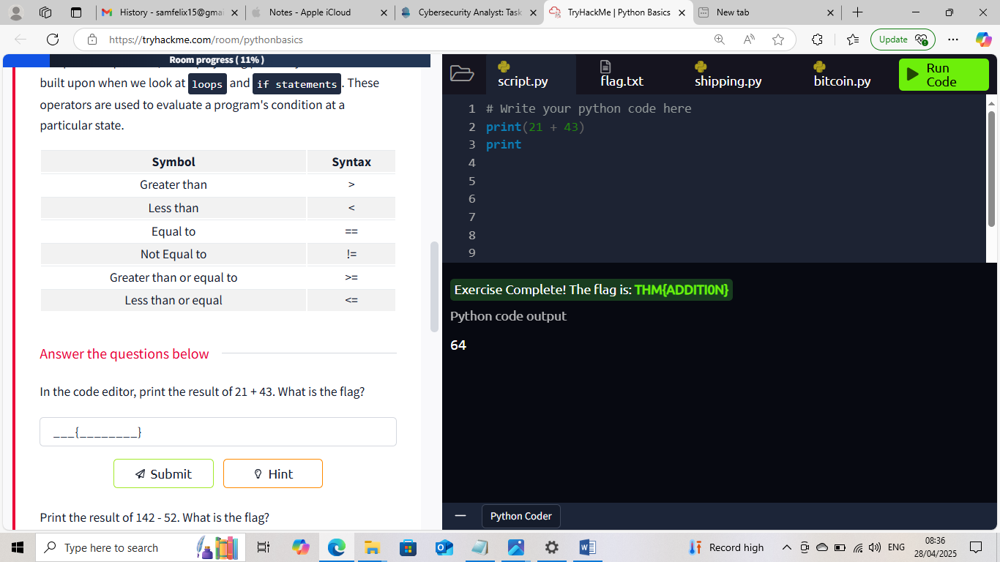 History - samfelix15@gmai
Notes - Apple iCloud
Cybersecurity Analyst: Task
TryHackMe | Python Basics
New tab
https://tryhackme.com/room/pythonbasics
Update
Room progress ( 11% )
built upon when we look at loops and if statements . These
operators are used to evaluate a program's condition at a
particular state.
Symbol Syntax
Greater than >
Less than <
Equal to ==
Not Equal to !=
Greater than or equal to >=
Less than or equal <=
Answer the questions below
In the code editor, print the result of 21 + 43. What is the flag?
___{________}
Submit
Hint
Print the result of 142 - 52. What is the flag?
script.py
flag.txt
shipping.py
bitcoin.py
Run
Code
1 # Write your python code here
2 print(21 + 43)
3 print
4
5
6
7
8
9
Exercise Complete! The flag is: THM{ADDITI0N}
Python code output
64
Python Coder
Type here to search
Record high
ENG
08:36
28/04/2025